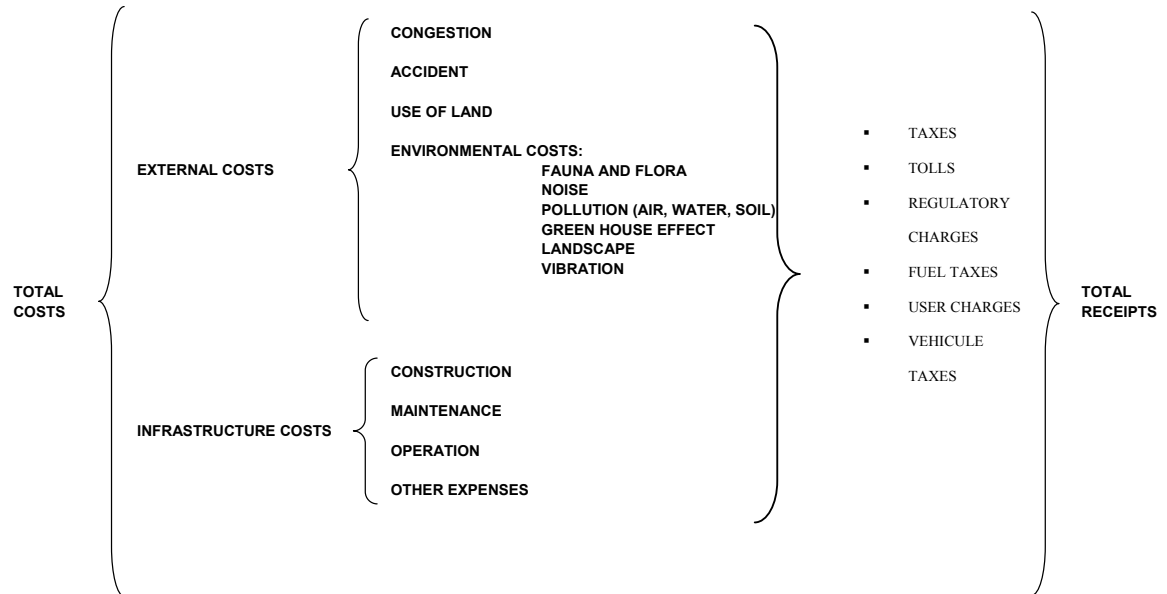 TOTAL
COSTS
EXTERNAL COSTS
CONGESTION
ACCIDENT
USE OF LAND
ENVIRONMENTAL COSTS:
FAUNA AND FLORA
NOISE
POLLUTION (AIR, WATER, SOIL)
GREEN HOUSE EFFECT
LANDSCAPE
VIBRATION
INFRASTRUCTURE COSTS
CONSTRUCTION
MAINTENANCE
OPERATION
OTHER EXPENSES
▪ TAXES
▪ TOLLS
▪ REGULATORY
CHARGES
▪ FUEL TAXES
▪ USER CHARGES
▪ VEHICULE
TAXES
TOTAL
RECEIPTS